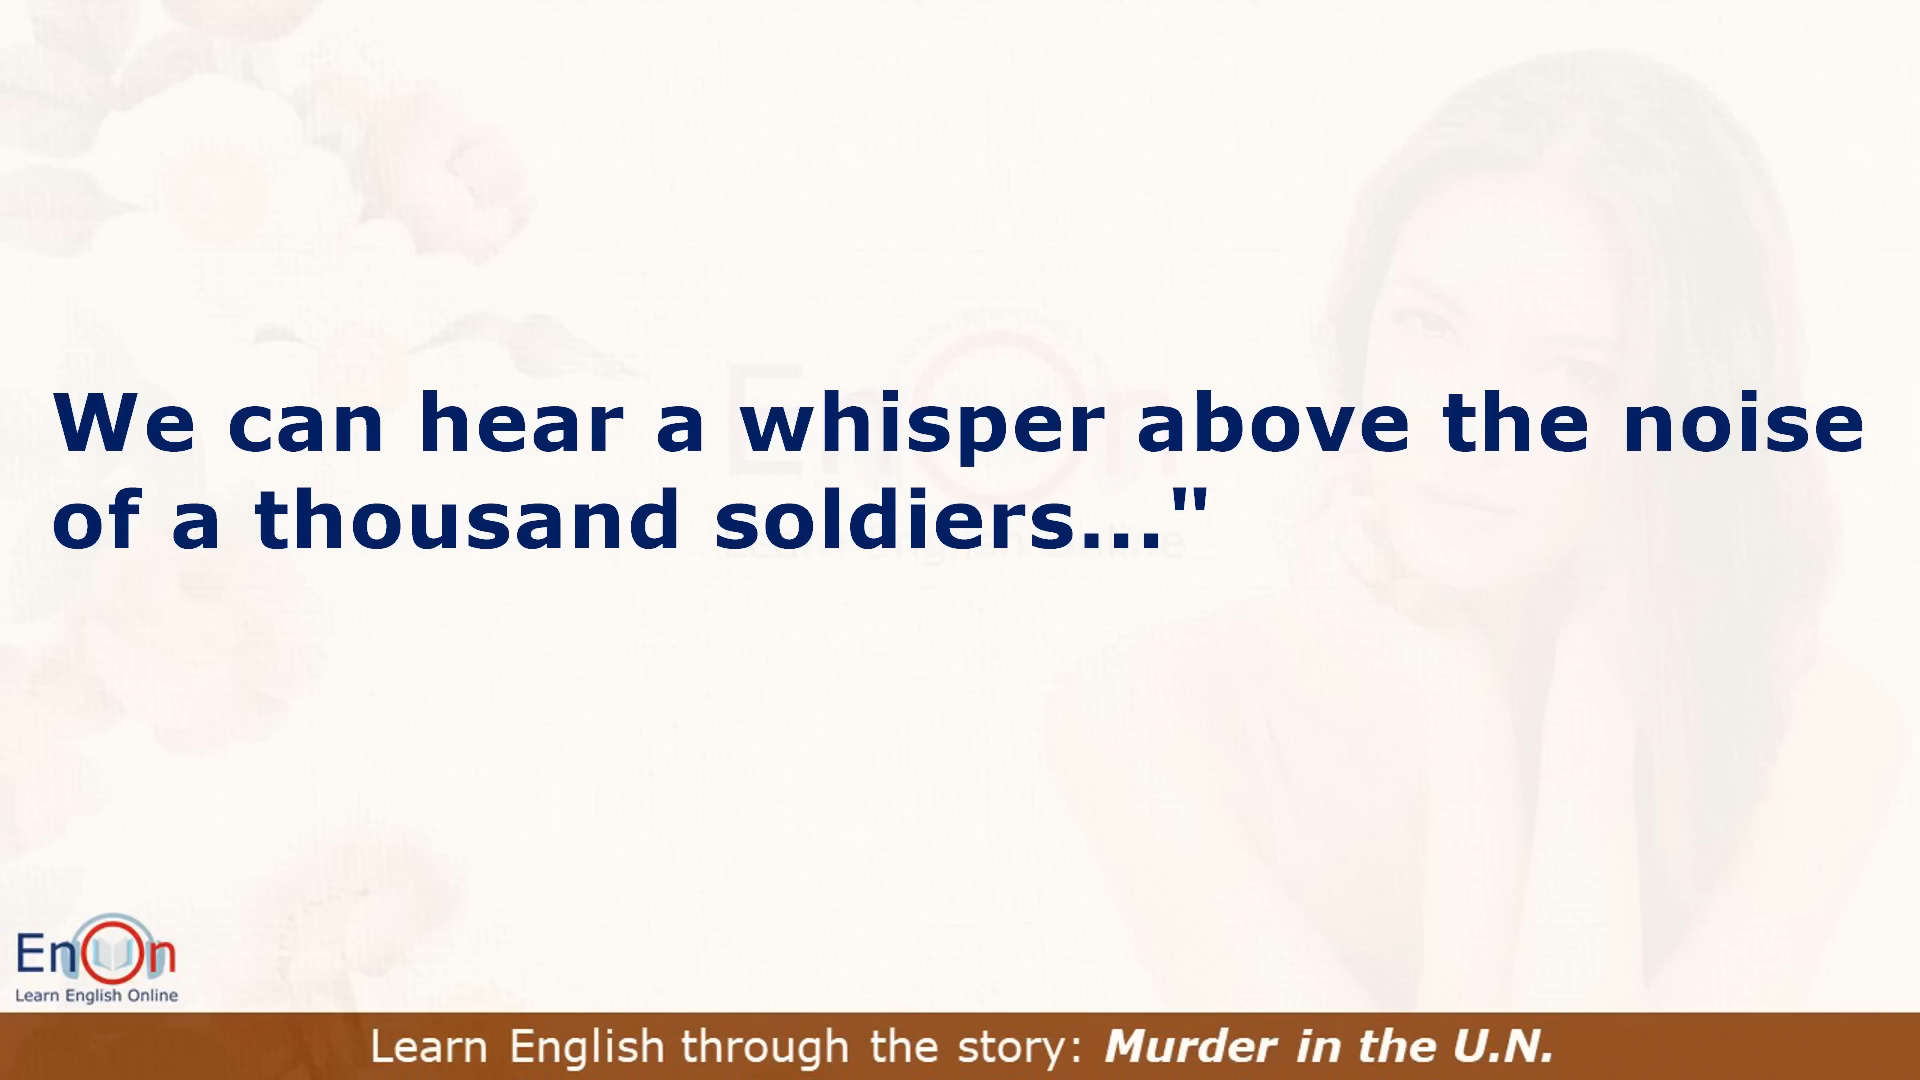 We can hear a whisper above the noise
of a thousand soldiers..."
EnOn
Learn English Online
Learn English through the story: Murder in the U.N.